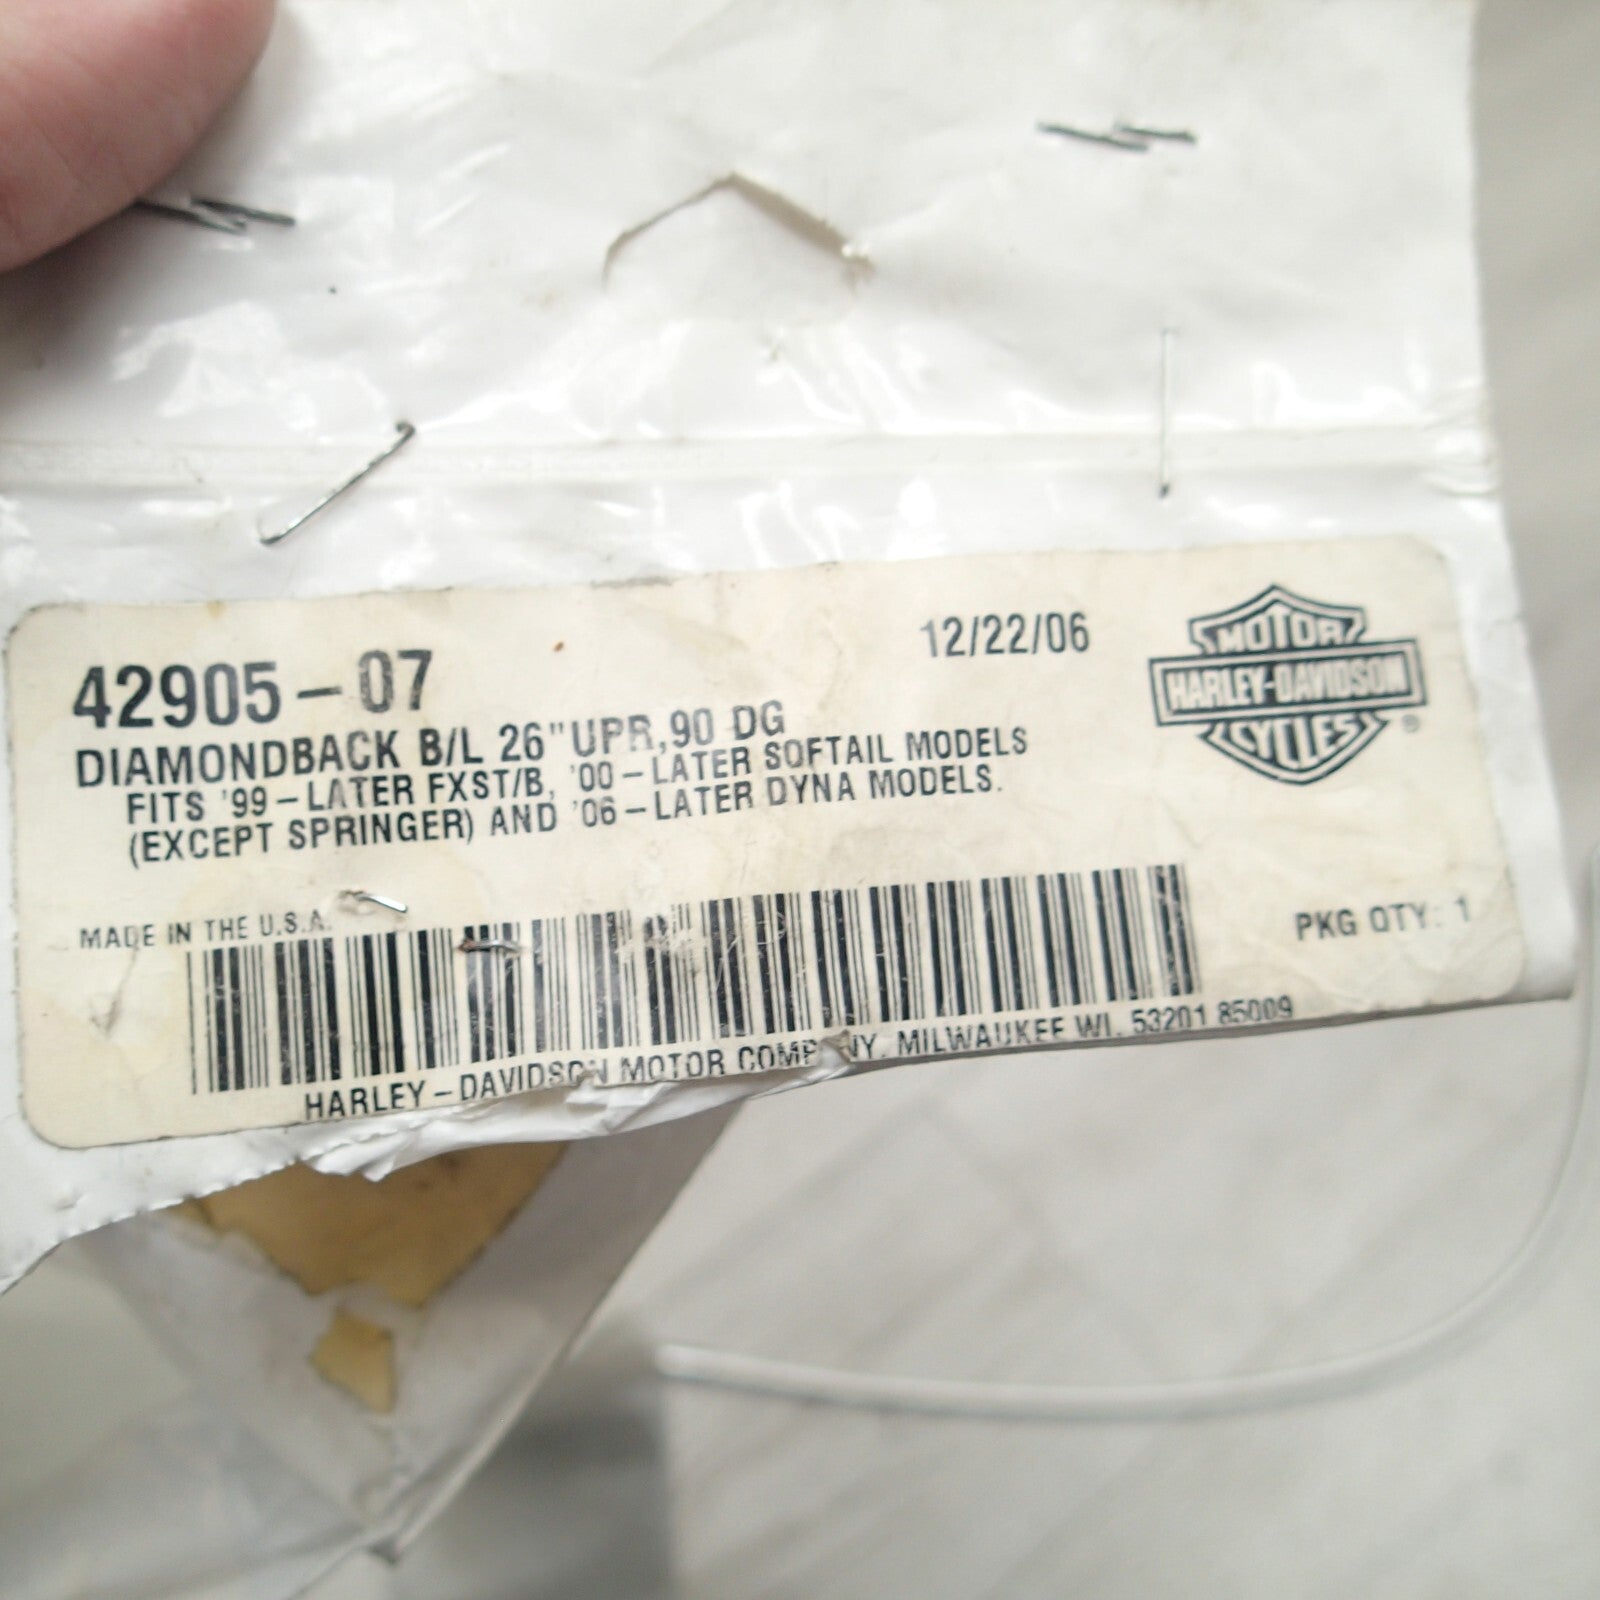 42905-07
12/22/06
MOTOR
HARLEY-DAVIDSON
CYCLES
®
DIAMONDBACK B/L 26"UPR,90 DG
FITS '99-LATER FXST/B, '00-LATER SOFTAIL MODELS
(EXCEPT SPRINGER) AND '06-LATER DYNA MODELS.
MADE IN THE U.S.A.
PKG QTY: 1
HARLEY-DAVIDSON MOTOR COMPANY. MILWAUKEE WI. 53201 85009